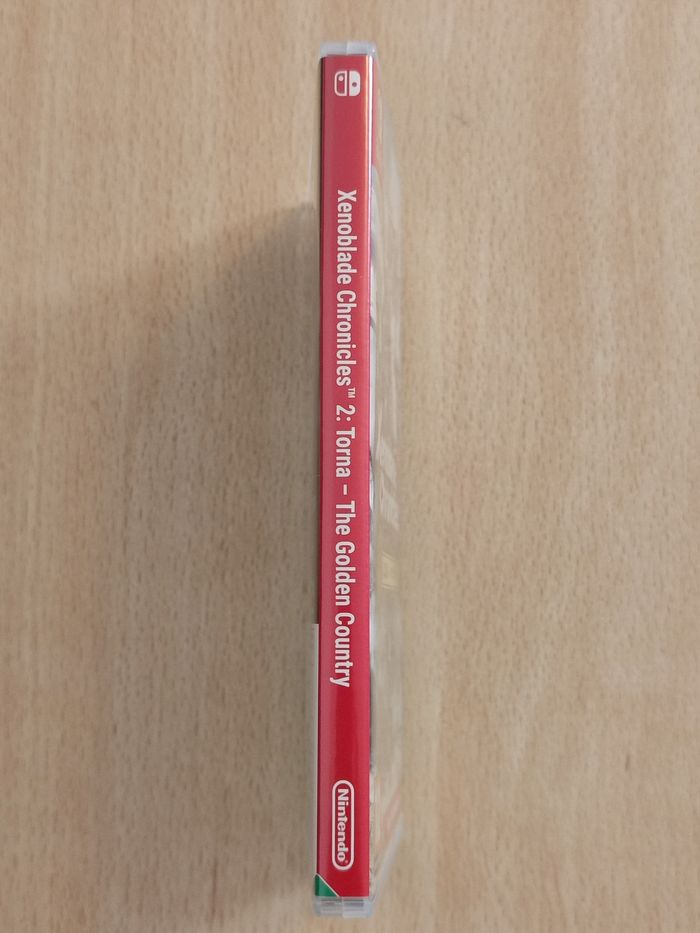 Xenoblade Chronicles™ 2: Torna – The Golden Country
Nintendo